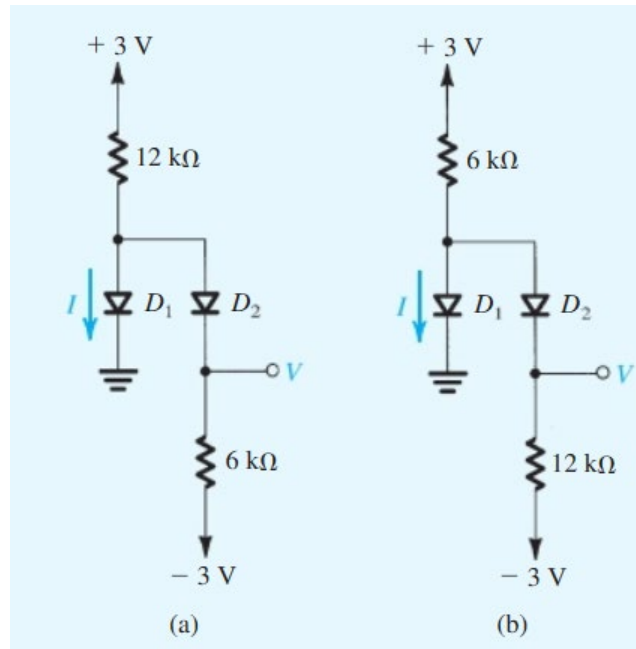 + 3 V
12 kΩ
I
D₁
D₂
V
6 kΩ
− 3 V
(a)
+ 3 V
6 kΩ
I
D₁
D₂
V
12 kΩ
− 3 V
(b)